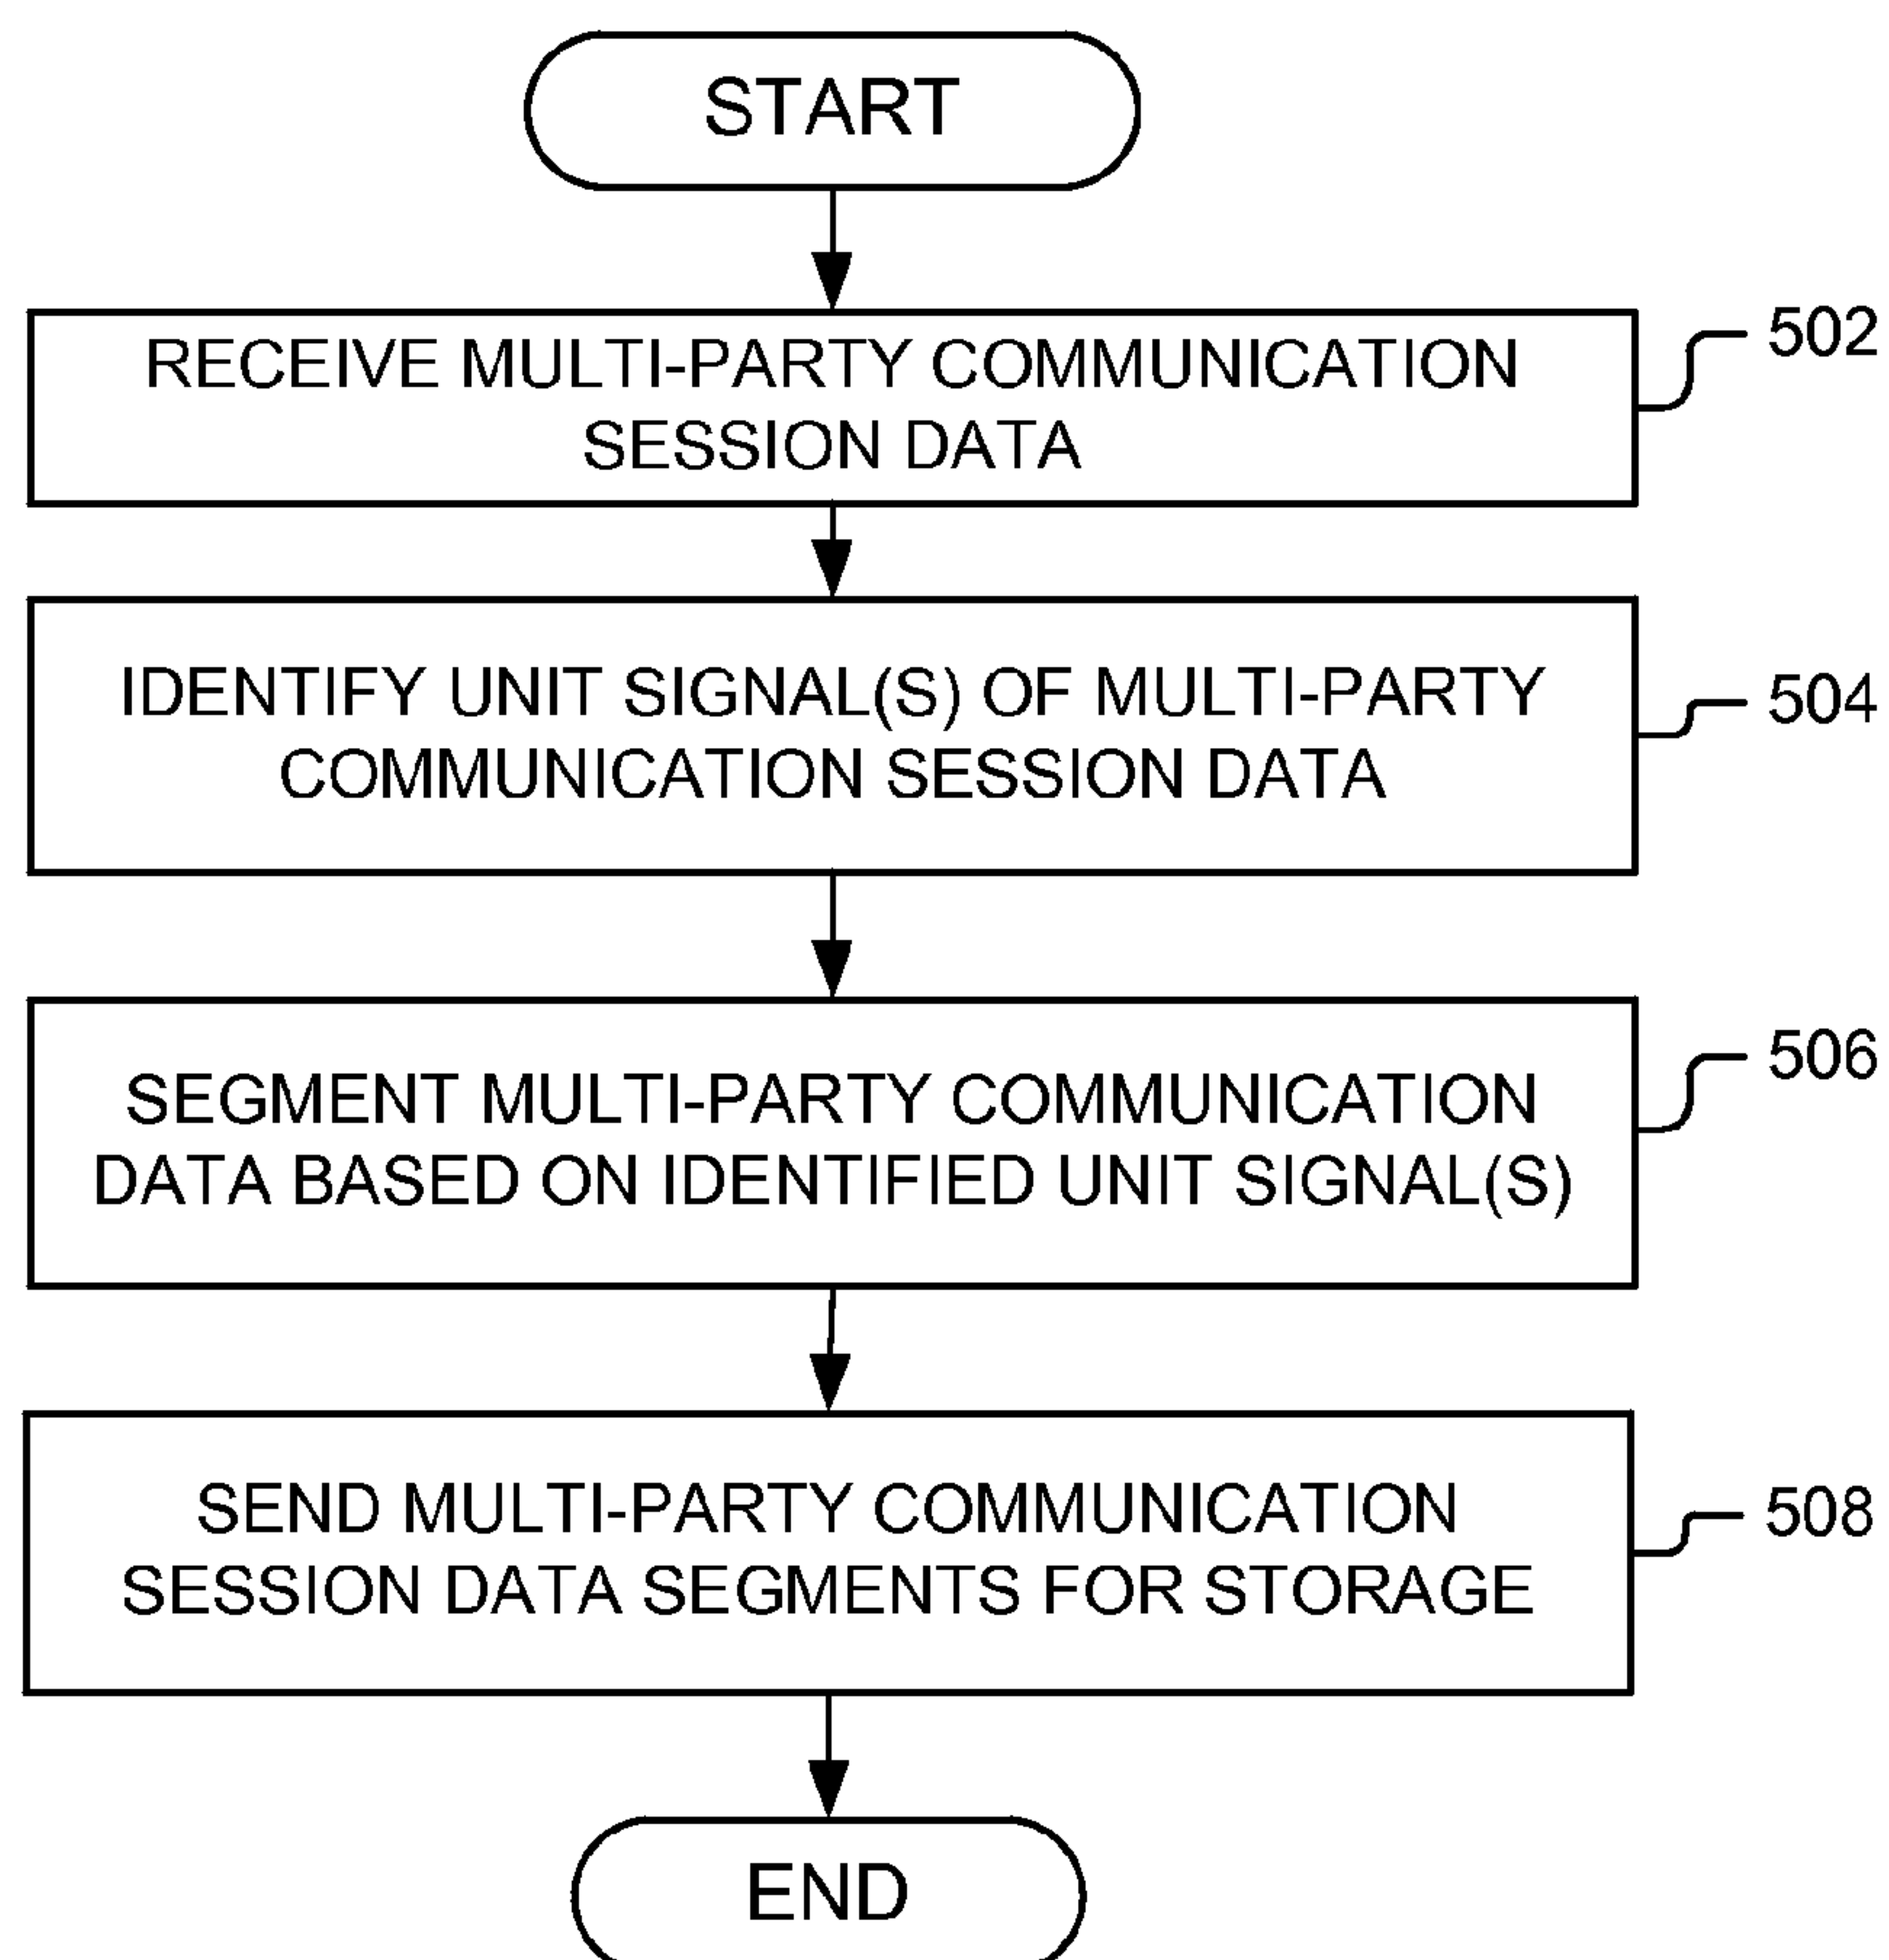 START
RECEIVE MULTI-PARTY COMMUNICATION
SESSION DATA
502
IDENTIFY UNIT SIGNAL(S) OF MULTI-PARTY
COMMUNICATION SESSION DATA
504
SEGMENT MULTI-PARTY COMMUNICATION
DATA BASED ON IDENTIFIED UNIT SIGNAL(S)
506
SEND MULTI-PARTY COMMUNICATION
SESSION DATA SEGMENTS FOR STORAGE
508
END